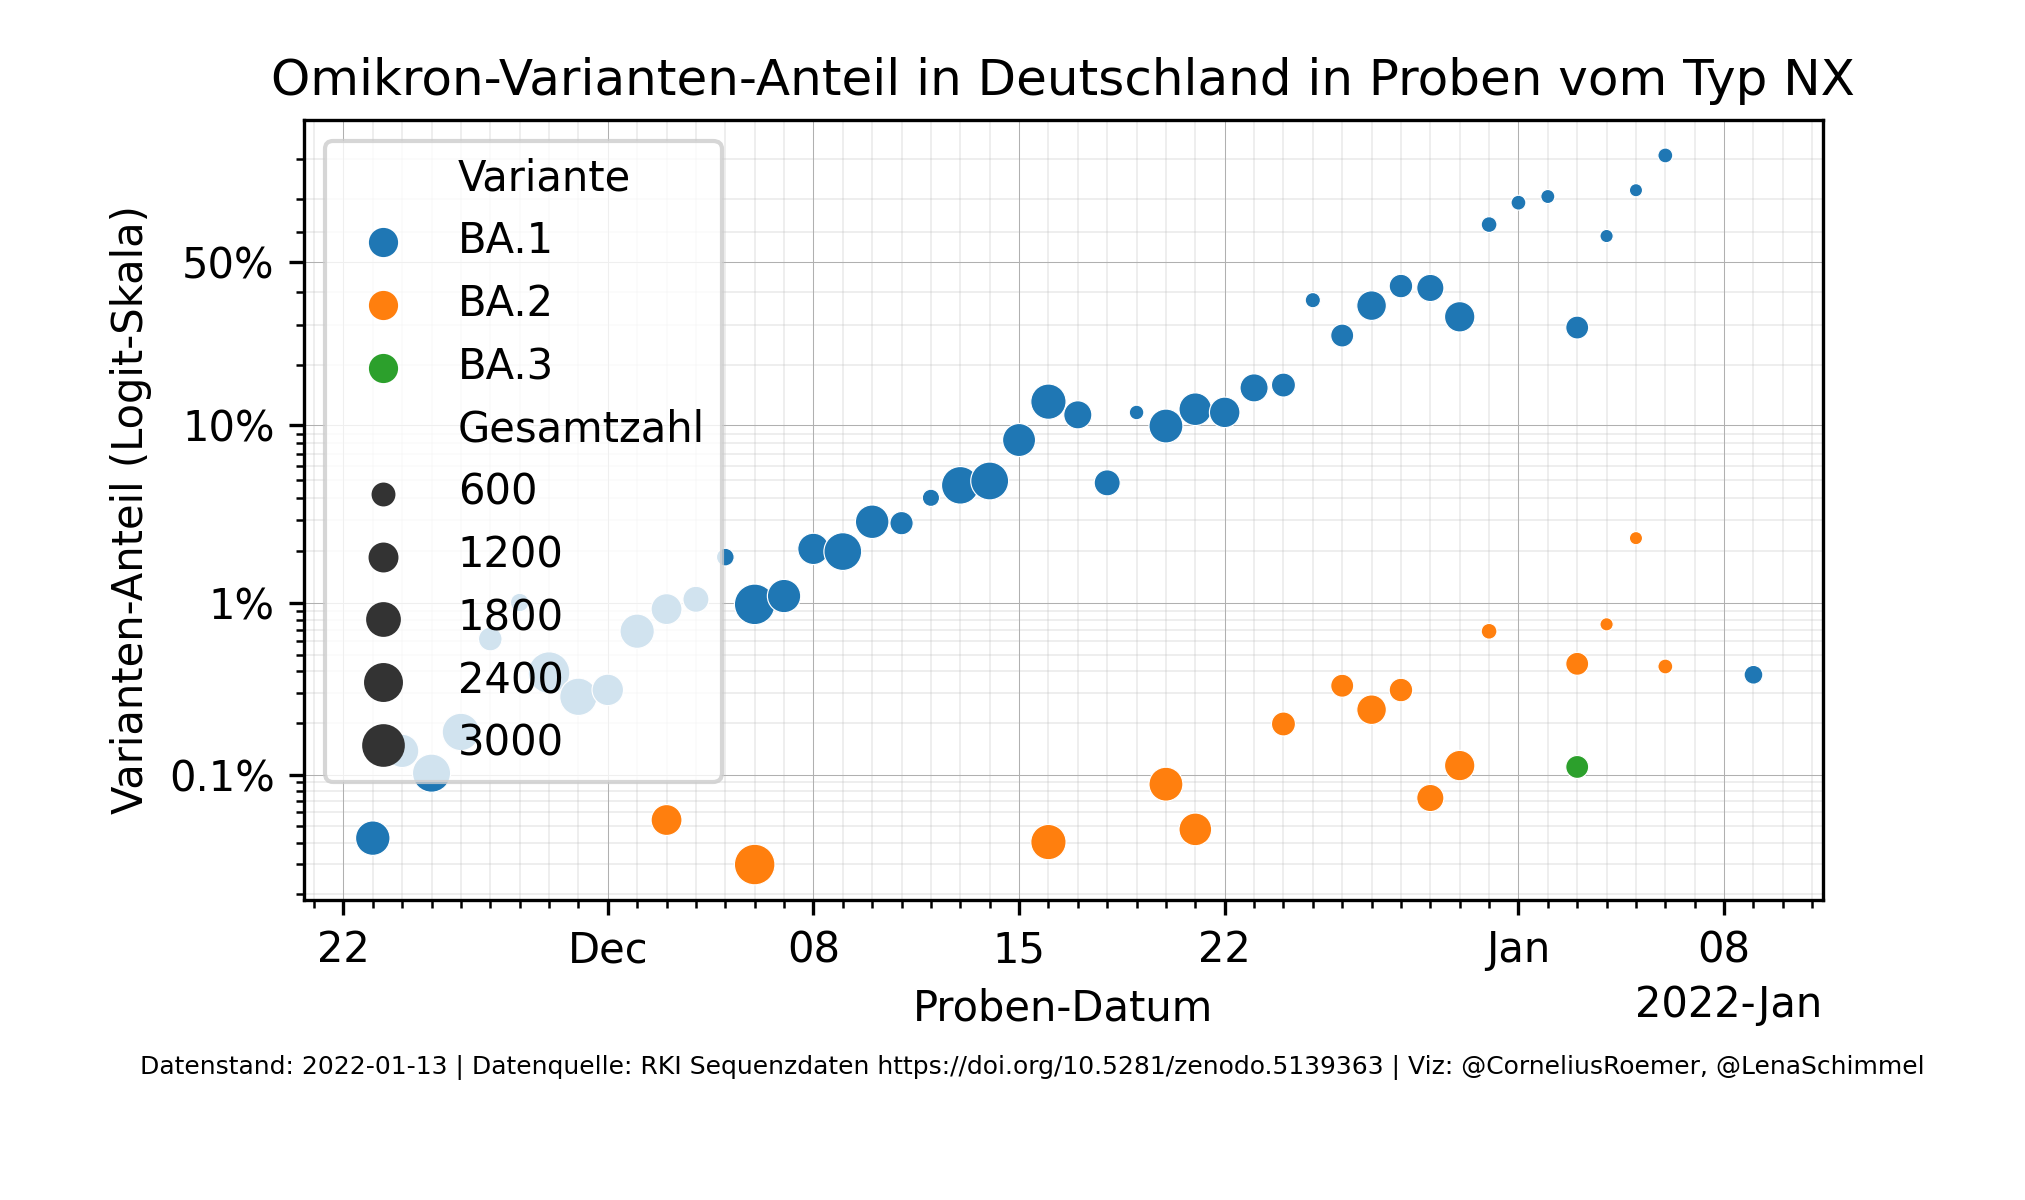 Omikron-Varianten-Anteil in Deutschland in Proben vom Typ NX
Varianten-Anteil (Logit-Skala)
50%
10%
1%
0.1%
Variante
BA.1
BA.2
BA.3
Gesamtzahl
600
1200
1800
2400
3000
22 Dec 08 15 22 Jan 08
Proben-Datum
2022-Jan
Datenstand: 2022-01-13 | Datenquelle: RKI Sequenzdaten https://doi.org/10.5281/zenodo.5139363 | Viz: @CorneliusRoemer, @LenaSchimmel